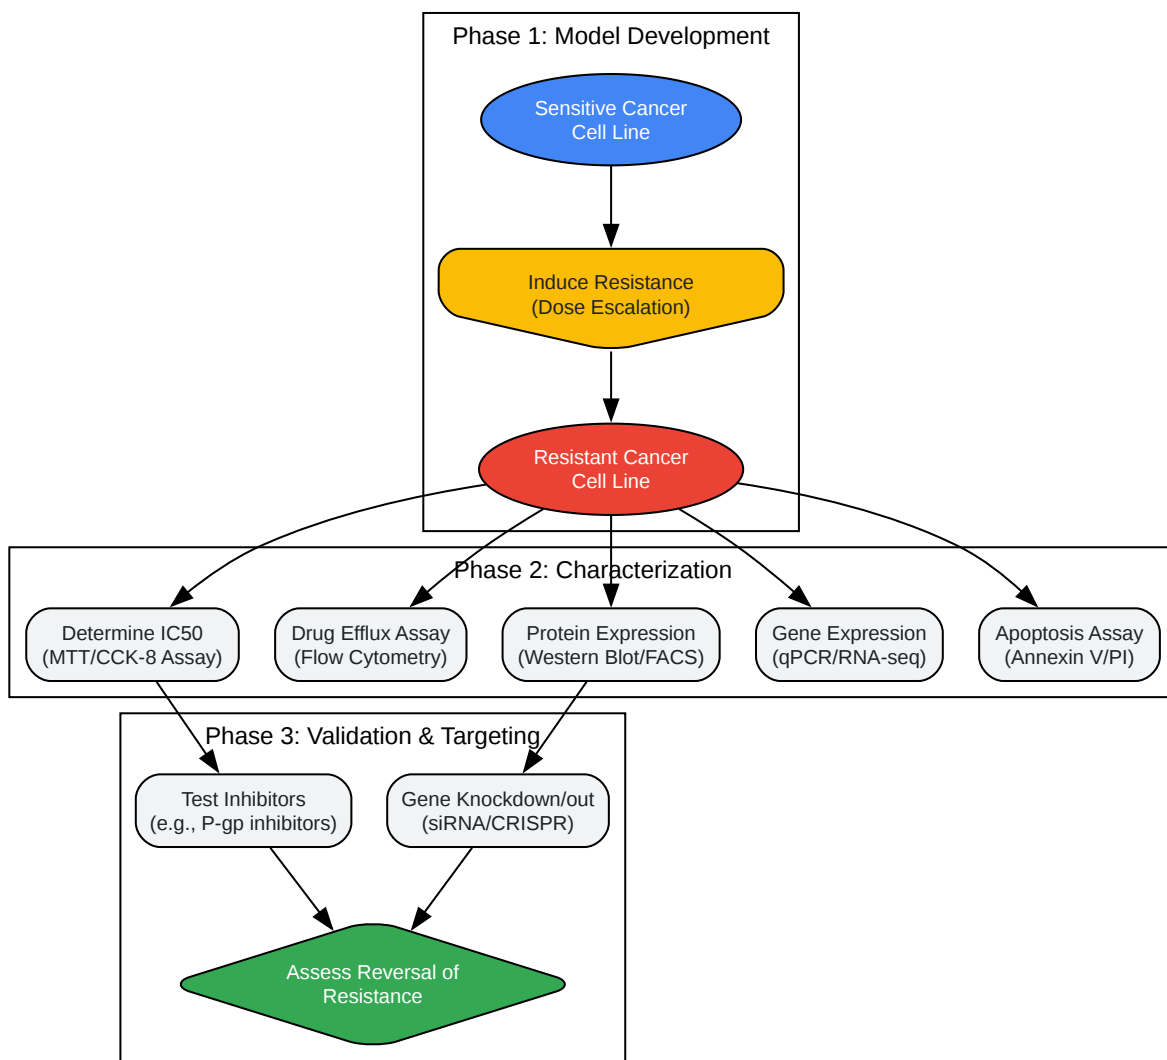 Phase 1: Model Development
Sensitive Cancer
Cell Line
Induce Resistance
(Dose Escalation)
Resistant Cancer
Cell Line
Phase 2: Characterization
Determine IC50
(MTT/CCK-8 Assay)
Drug Efflux Assay
(Flow Cytometry)
Protein Expression
(Western Blot/FACS)
Gene Expression
(qPCR/RNA-seq)
Apoptosis Assay
(Annexin V/PI)
Phase 3: Validation & Targeting
Test Inhibitors
(e.g., P-gp inhibitors)
Gene Knockdown/out
(siRNA/CRISPR)
Assess Reversal of
Resistance